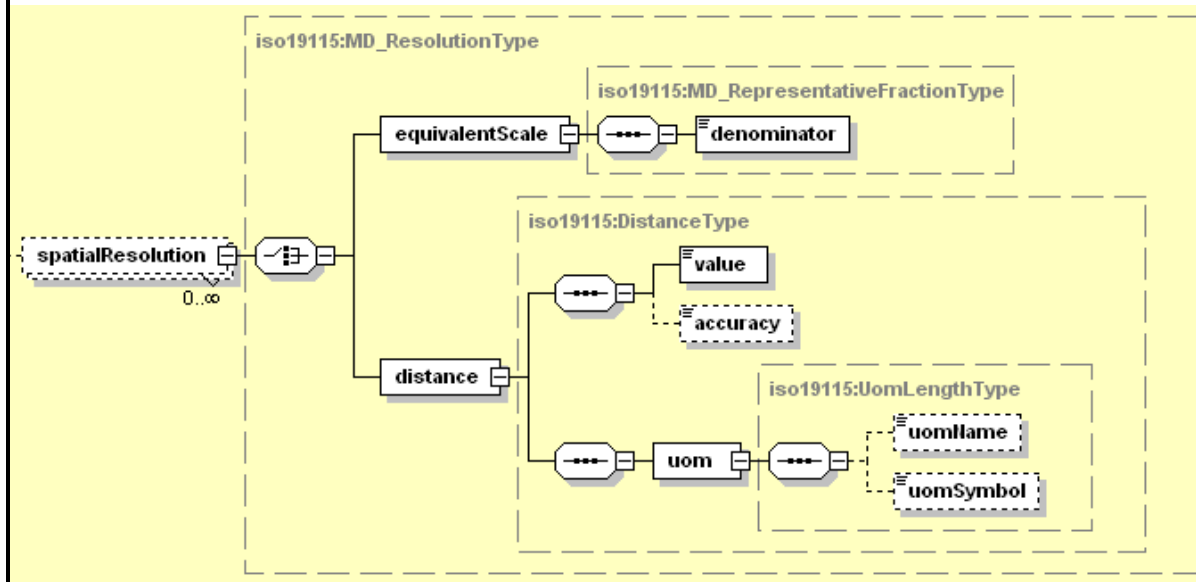 iso19115:MD_ResolutionType
iso19115:MD_RepresentativeFractionType
equivalentScale
denominator
iso19115:DistanceType
spatialResolution
0..∞
value
accuracy
distance
iso19115:UomLengthType
uomName
uom
uomSymbol